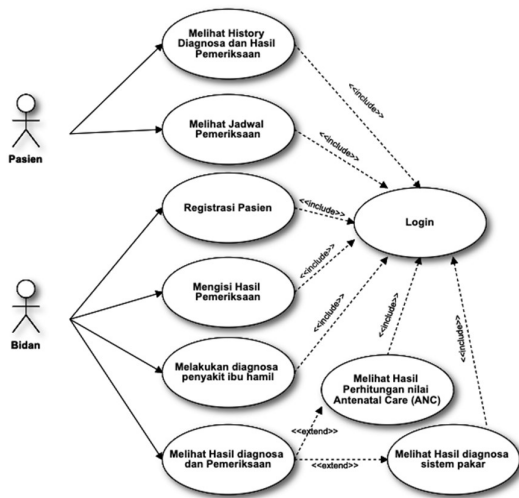 Melihat History
Diagnosa dan Hasil
Pemeriksaan
<<include>>
Pasien
Melihat Jadwal
Pemeriksaan
<<include>>
Registrasi Pasien
<<include>>
Login
Mengisi Hasil
Pemeriksaan
<<include>>
Bidan
Melakukan diagnosa
penyakit ibu hamil
<<include>>
<<include>>
<<include>>
Melihat Hasil
Perhitungan nilai
Antenatal Care (ANC)
<<extend>>
Melihat Hasil diagnosa
dan Pemeriksaan
<<extend>>
Melihat Hasil diagnosa
sistem pakar